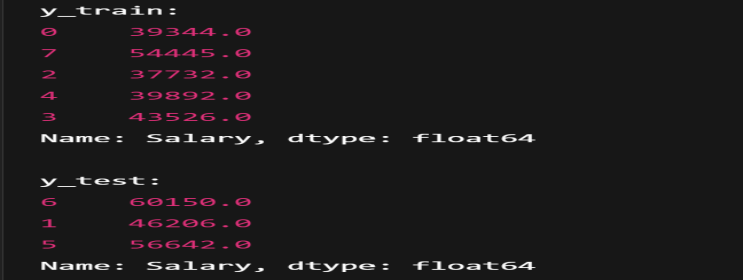 y_train:
0     39344.0
7     54445.0
2     37732.0
4     39892.0
3     43526.0
Name: Salary, dtype: float64

y_test:
6     60150.0
1     46206.0
5     56642.0
Name: Salary, dtype: float64